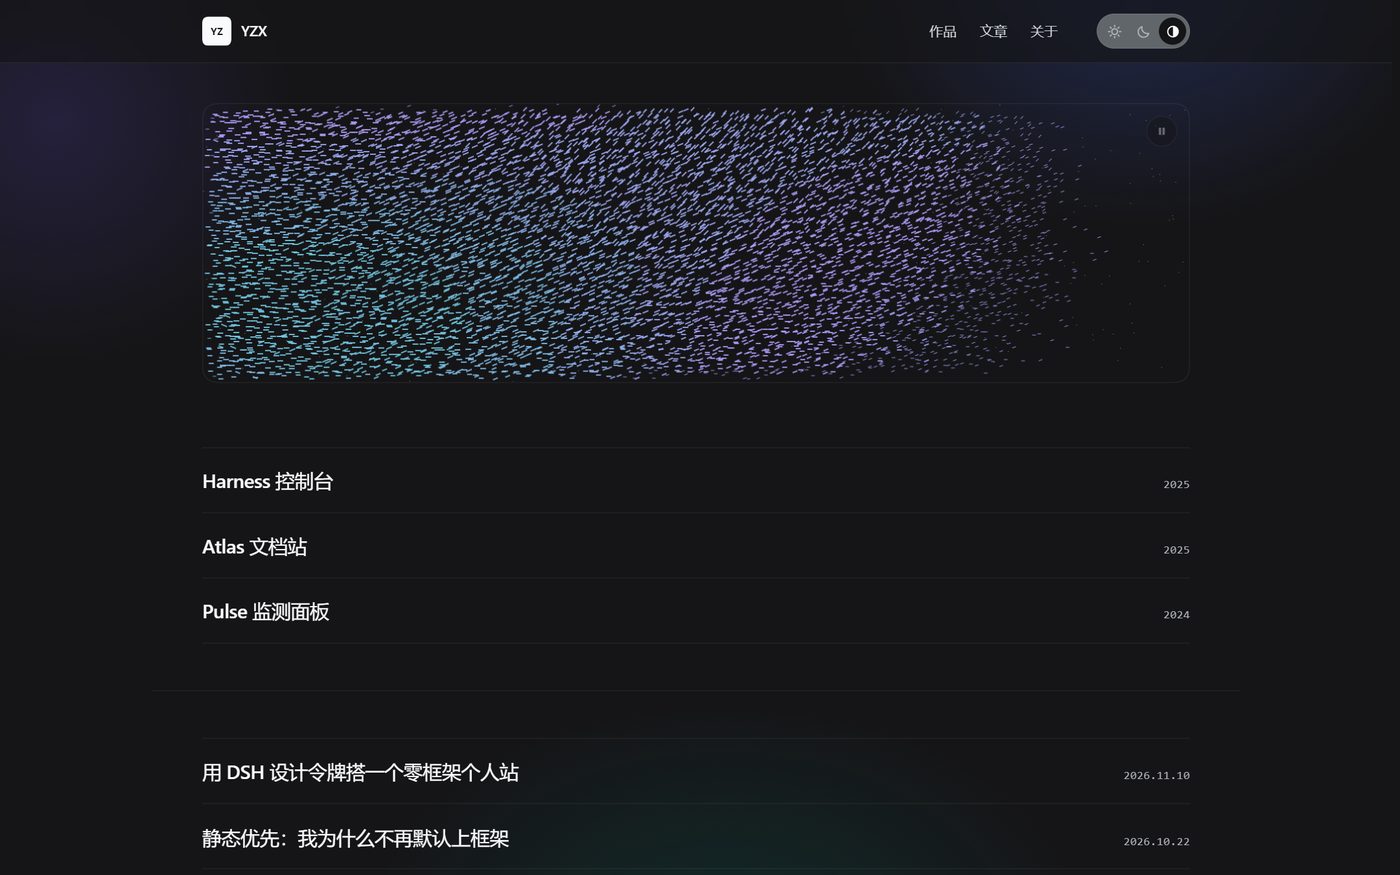 YZ YZX 作品 文章 关于
Harness 控制台 2025
Atlas 文档站 2025
Pulse 监测面板 2024
用 DSH 设计令牌搭一个零框架个人站 2026.11.10
静态优先：我为什么不再默认上框架 2026.10.22